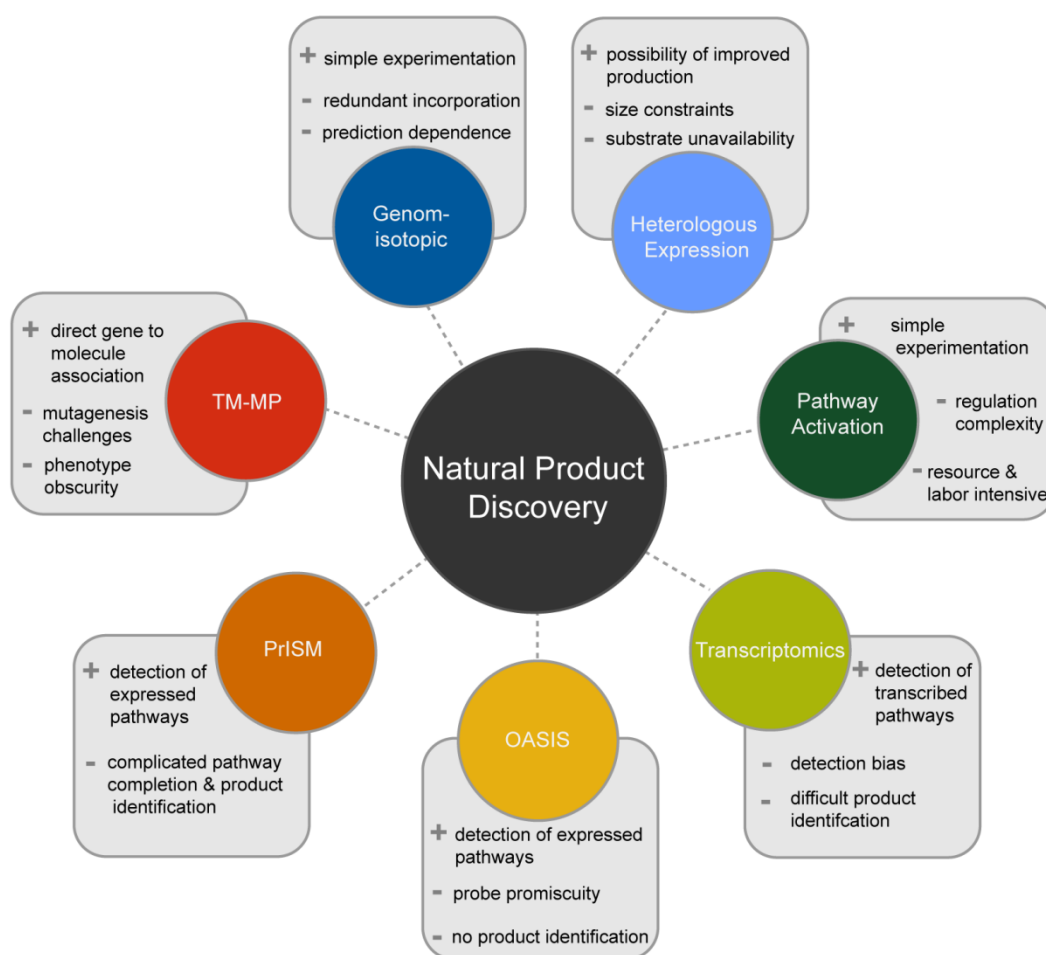 + simple experimentation
- redundant incorporation
- prediction dependence
Genom-
isotopic
+ possibility of improved
production
- size constraints
- substrate unavailability
Heterologous
Expression
+ direct gene to
molecule
association
- mutagenesis
challenges
- phenotype
obscurity
TM-MP
+ simple
experimentation
- regulation
complexity
- resource &
labor intensive
Pathway
Activation
Natural Product
Discovery
PrISM
+ detection of
expressed
pathways
- complicated pathway
completion & product
identification
OASIS
+ detection of expressed
pathways
- probe promiscuity
- no product identification
Transcriptomics
+ detection of
transcribed pathways
- detection bias
- difficult product
identifcation